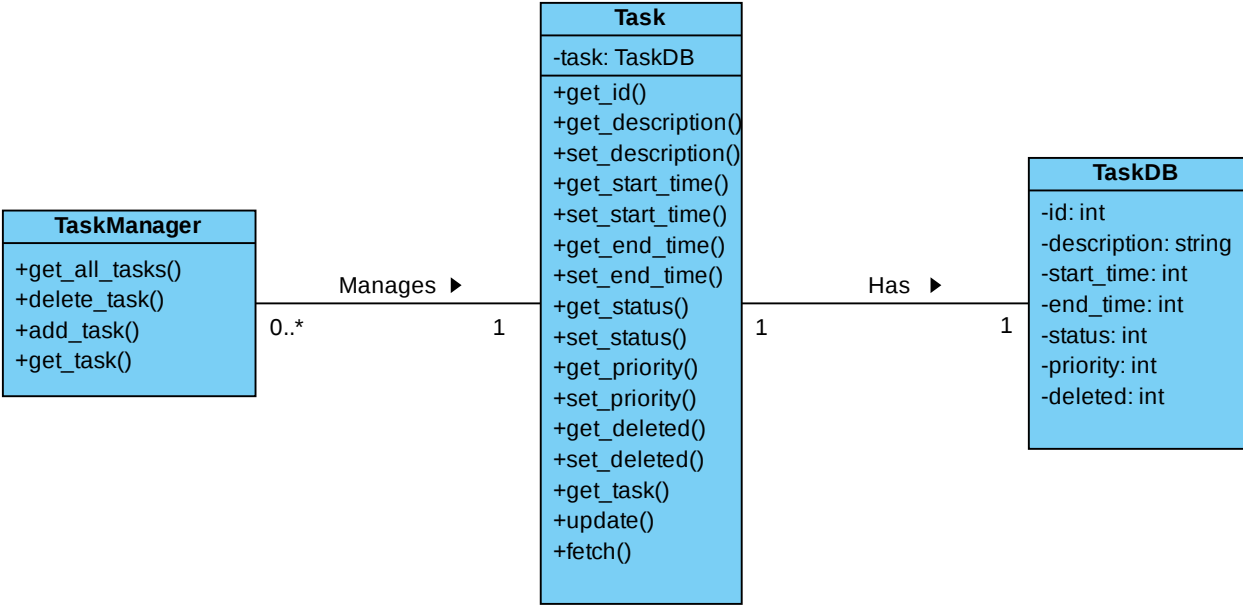 TaskManager
+get_all_tasks()
+delete_task()
+add_task()
+get_task()
Manages
0..*
1
Task
-task: TaskDB
+get_id()
+get_description()
+set_description()
+get_start_time()
+set_start_time()
+get_end_time()
+set_end_time()
+get_status()
+set_status()
+get_priority()
+set_priority()
+get_deleted()
+set_deleted()
+get_task()
+update()
+fetch()
Has
1
1
TaskDB
-id: int
-description: string
-start_time: int
-end_time: int
-status: int
-priority: int
-deleted: int